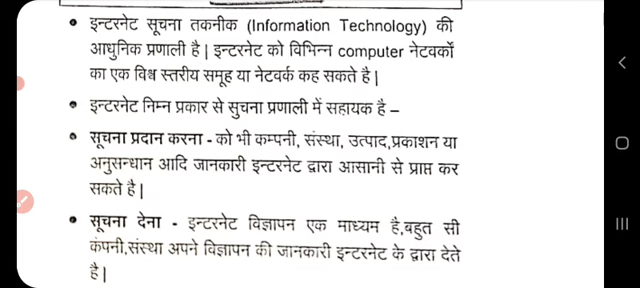 • इन्टरनेट सूचना तकनीक (Information Technology) की
आधुनिक प्रणाली है| इन्टरनेट को विभिन्न computer नेटवर्कों
का एक विश्व स्तरीय समूह या नेटवर्क कह सकते है|
• इन्टरनेट निम्न प्रकार से सुचना प्रणाली में सहायक है –
• सूचना प्रदान करना - को भी कम्पनी, संस्था, उत्पाद,प्रकाशन या
अनुसन्धान आदि जानकारी इन्टरनेट द्वारा आसानी से प्राप्त कर
सकते है|
• सूचना देना - इन्टरनेट विज्ञापन एक माध्यम है,बहुत सी
कंपनी,संस्था अपने विज्ञापन की जानकारी इन्टरनेट के द्वारा देते
है|